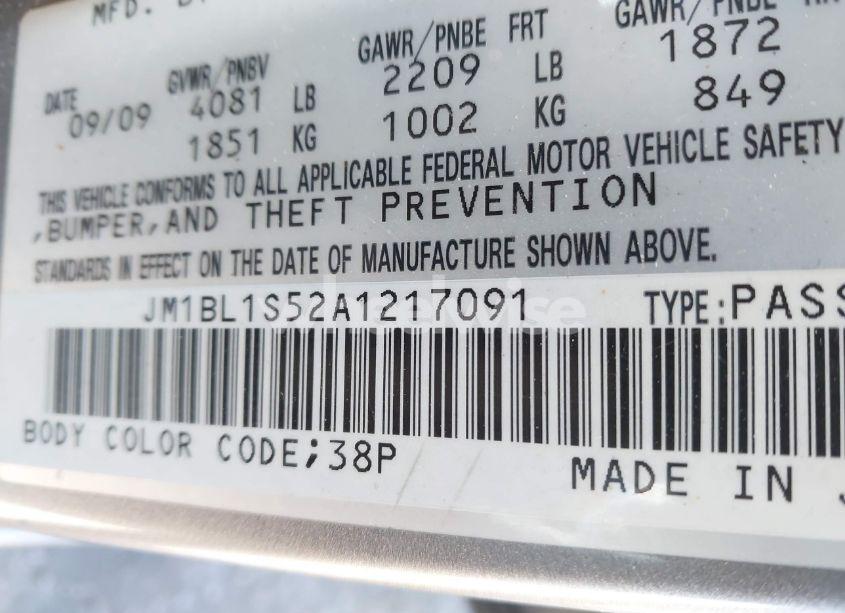 MFD.
DATE GVWR/PNBV GAWR/PNBE FRT GAWR/PNBE
09/09 4081 LB 2209 LB 1872
1851 KG 1002 KG 849
THIS VEHICLE CONFORMS TO ALL APPLICABLE FEDERAL MOTOR VEHICLE SAFETY
,BUMPER,AND THEFT PREVENTION
STANDARDS IN EFFECT ON THE DATE OF MANUFACTURE SHOWN ABOVE.
JM1BL1S52A1217091 TYPE:PASS
BODY COLOR CODE;38P
MADE IN